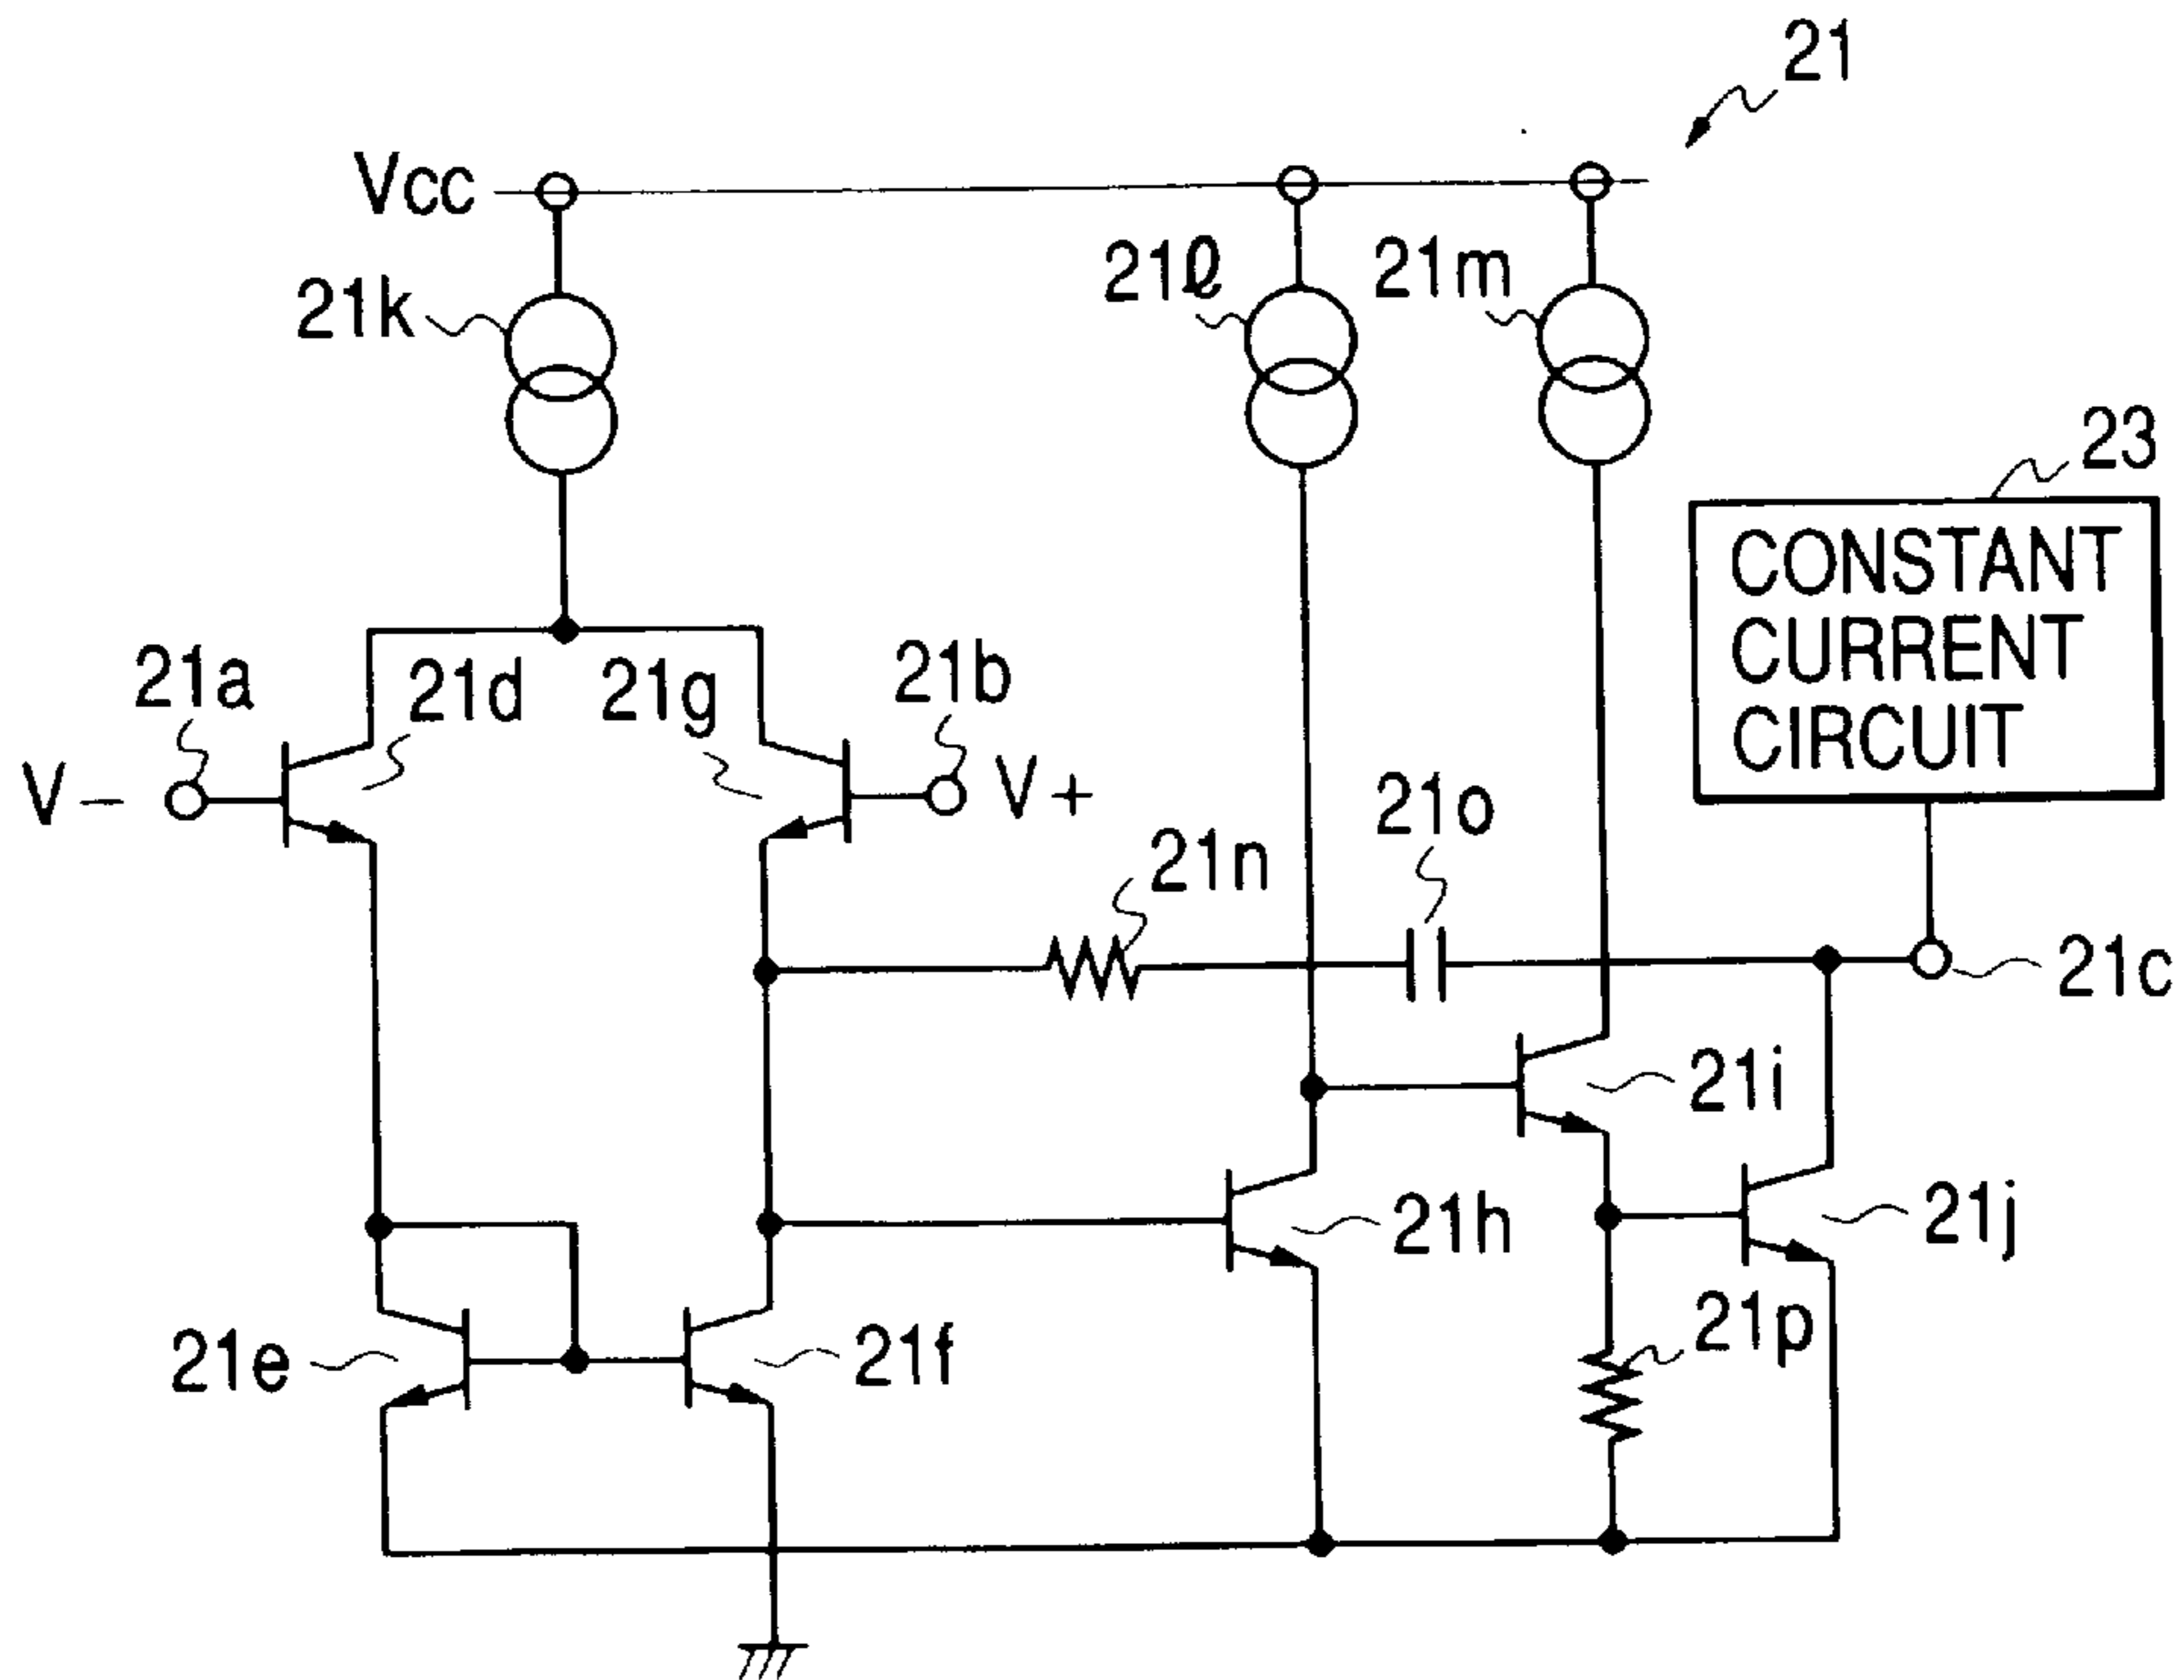 21
Vcc
21k
21ℓ
21m
23
CONSTANT
CURRENT
CIRCUIT
21a
21d
21g
21b
V−
V+
21n
21o
21c
21i
21h
21j
21e
21f
21p